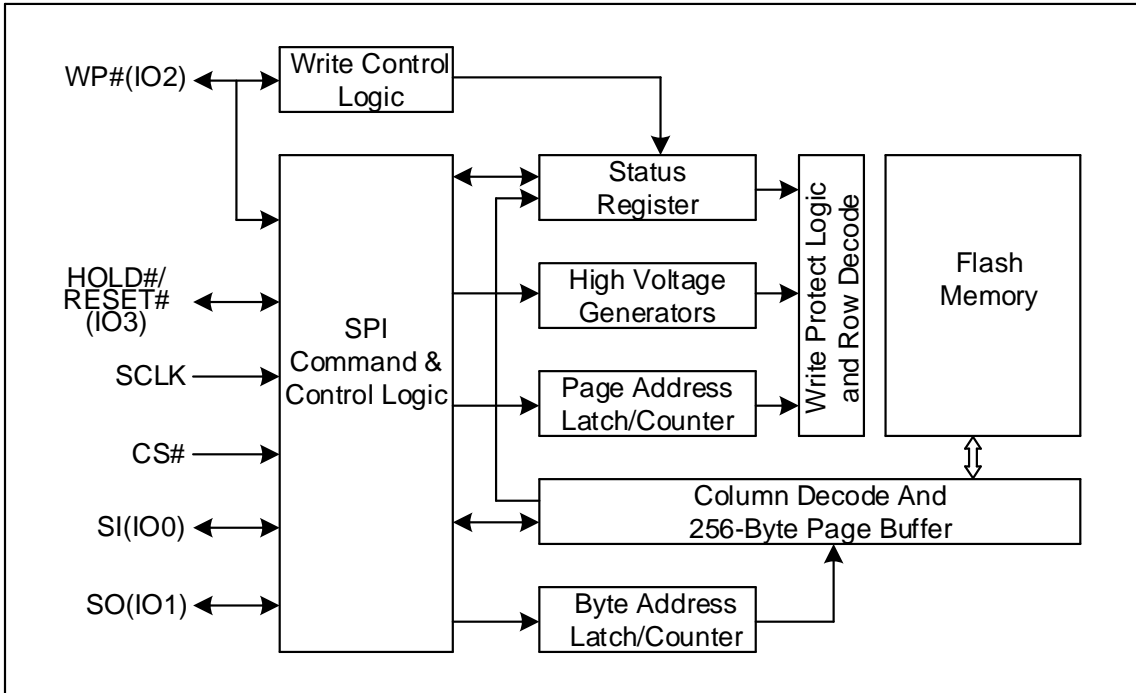 WP#(IO2)
Write Control
Logic
Status
Register
HOLD#/
RESET#
(IO3)
SCLK
CS#
SI(IO0)
SO(IO1)
SPI
Command &
Control Logic
High Voltage
Generators
Page Address
Latch/Counter
Write Protect Logic
and Row Decode
Flash
Memory
Column Decode And
256-Byte Page Buffer
Byte Address
Latch/Counter